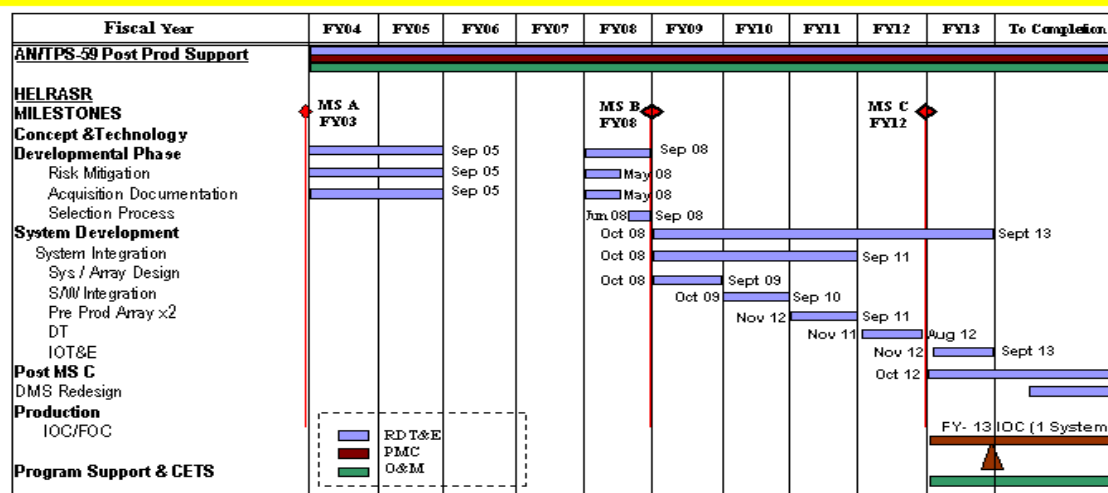 Fiscal Year FY04 FY05 FY06 FY07 FY08 FY09 FY10 FY11 FY12 FY13 To Completion
AN/TPS-59 Post Prod Support
HELRASR
MILESTONES MS A FY03 MS B FY08 MS C FY12
Concept &Technology
Developmental Phase Sep 05 Sep 08
Risk Mitigation Sep 05 May 08
Acquisition Documentation Sep 05 May 08
Selection Process Jun 08 Sep 08
System Development Oct 08 Sept 13
System Integration Oct 08 Sep 11
Sys / Array Design Oct 08 Sept 09
S/W Integration Oct 09 Sep 10
Pre Prod Array x2 Nov 12 Sep 11
DT Nov 11 Aug 12
IOT&E Nov 12 Sept 13
Post MS C Oct 12
DMS Redesign
Production
IOC/FOC FY- 13 IOC (1 System
RDT&E
PMC
O&M
Program Support & CETS